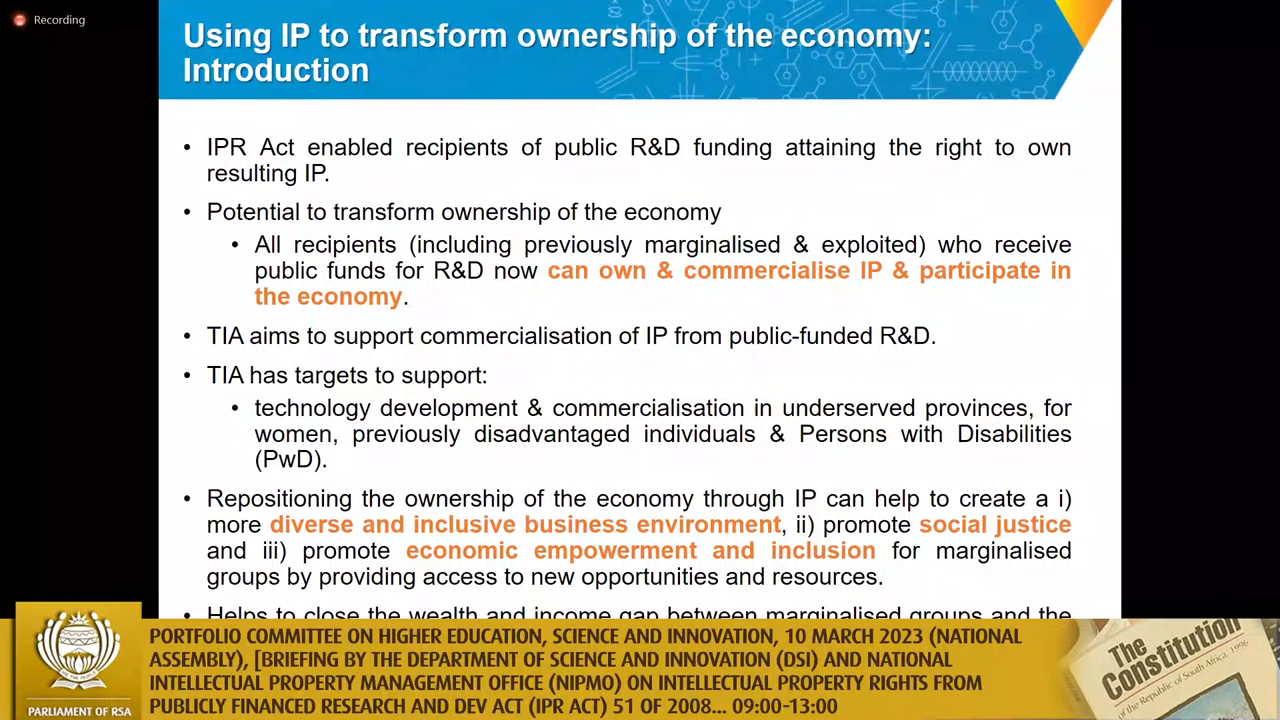 Recording
Using IP to transform ownership of the economy:
Introduction
• IPR Act enabled recipients of public R&D funding attaining the right to own
resulting IP.
• Potential to transform ownership of the economy
• All recipients (including previously marginalised & exploited) who receive
public funds for R&D now can own & commercialise IP & participate in
the economy.
• TIA aims to support commercialisation of IP from public-funded R&D.
• TIA has targets to support:
• technology development & commercialisation in underserved provinces, for
women, previously disadvantaged individuals & Persons with Disabilities
(PwD).
• Repositioning the ownership of the economy through IP can help to create a i)
more diverse and inclusive business environment, ii) promote social justice
and iii) promote economic empowerment and inclusion for marginalised
groups by providing access to new opportunities and resources.
• Helps to close the wealth and income gap between marginalised groups and the
PORTFOLIO COMMITTEE ON HIGHER EDUCATION, SCIENCE AND INNOVATION, 10 MARCH 2023 (NATIONAL
ASSEMBLY), [BRIEFING BY THE DEPARTMENT OF SCIENCE AND INNOVATION (DSI) AND NATIONAL
INTELLECTUAL PROPERTY MANAGEMENT OFFICE (NIPMO) ON INTELLECTUAL PROPERTY RIGHTS FROM
PUBLICLY FINANCED RESEARCH AND DEV ACT (IPR ACT) 51 OF 2008... 09:00-13:00
PARLIAMENT OF RSA
The
Constitution
of the Republic of South Africa, 1996